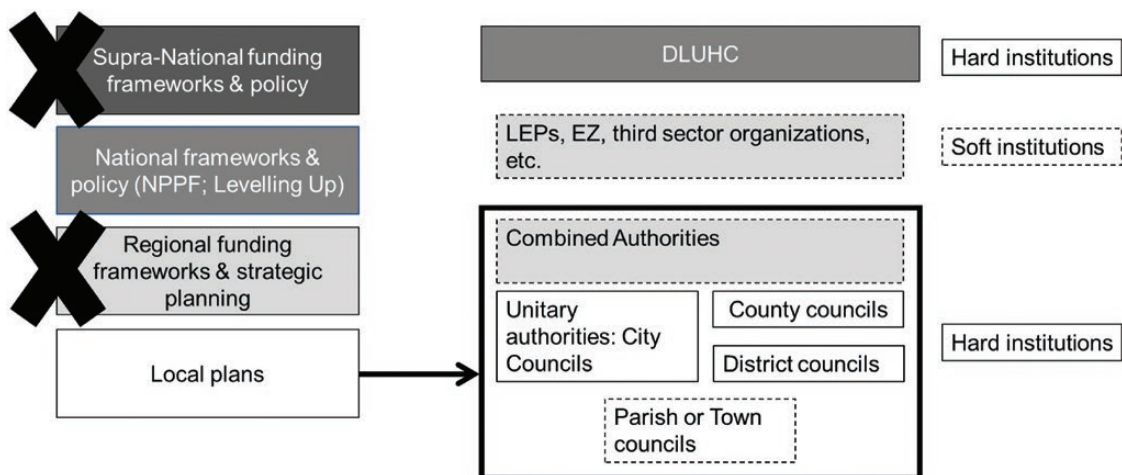 Supra-National funding
frameworks & policy
National frameworks &
policy (NPPF; Levelling Up)
Regional funding
frameworks & strategic
planning
Local plans
DLUHC
LEPs, EZ, third sector organizations,
etc.
Combined Authorities
Unitary
authorities: City
Councils
County councils
District councils
Parish or Town
councils
Hard institutions
Soft institutions
Hard institutions